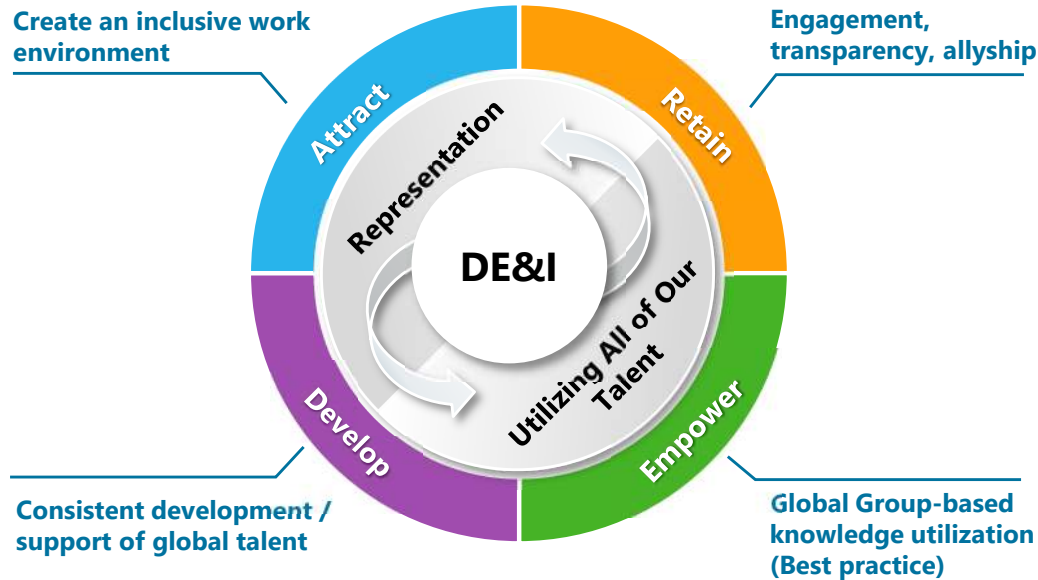 Create an inclusive work
environment
Engagement,
transparency, allyship
Attract
Retain
Representation
DE&I
Utilizing All of Our
Talent
Develop
Empower
Consistent development /
support of global talent
Global Group-based
knowledge utilization
(Best practice)